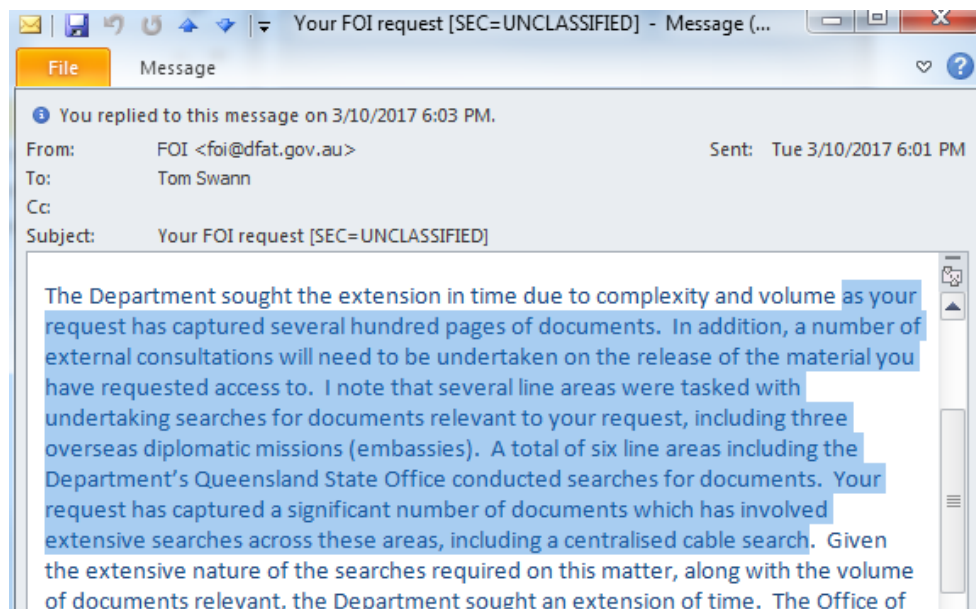 Your FOI request [SEC=UNCLASSIFIED] - Message (...
File Message
You replied to this message on 3/10/2017 6:03 PM.
From: FOI <foi@dfat.gov.au> Sent: Tue 3/10/2017 6:01 PM
To: Tom Swann
Cc:
Subject: Your FOI request [SEC=UNCLASSIFIED]
The Department sought the extension in time due to complexity and volume as your
request has captured several hundred pages of documents. In addition, a number of
external consultations will need to be undertaken on the release of the material you
have requested access to. I note that several line areas were tasked with
undertaking searches for documents relevant to your request, including three
overseas diplomatic missions (embassies). A total of six line areas including the
Department's Queensland State Office conducted searches for documents. Your
request has captured a significant number of documents which has involved
extensive searches across these areas, including a centralised cable search. Given
the extensive nature of the searches required on this matter, along with the volume
of documents relevant, the Department sought an extension of time. The Office of